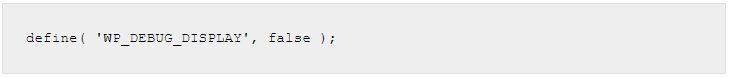 define( 'WP_DEBUG_DISPLAY', false );